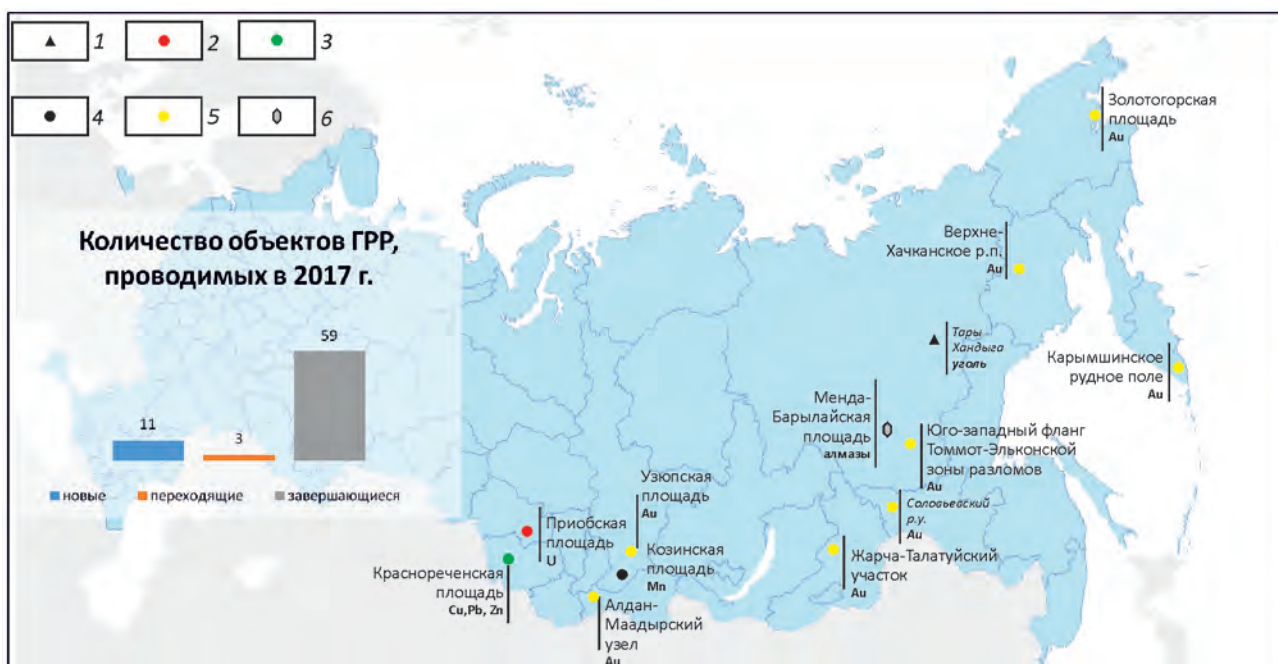 1
2
3
4
5
6
Количество объектов ГРР,
проводимых в 2017 г.
59
11
3
новые
переходящие
завершающиеся
Золотогорская
площадь
Au
Верхне-
Хачканское р.п.
Au
Тары
Хандыга
уголь
Карымшинское
рудное поле
Au
Менда-
Барылайская
площадь
алмазы
Юго-западный фланг
Томмот-Эльконской
зоны разломов
Au
Узюпская
площадь
Au
Соловьевский
р.у.
Au
Приобская
площадь
U
Козинская
площадь
Mn
Жарча-Талатуйский
участок
Au
Краснореченская
площадь
Cu,Pb, Zn
Алдан-
Маадырский
узел
Au